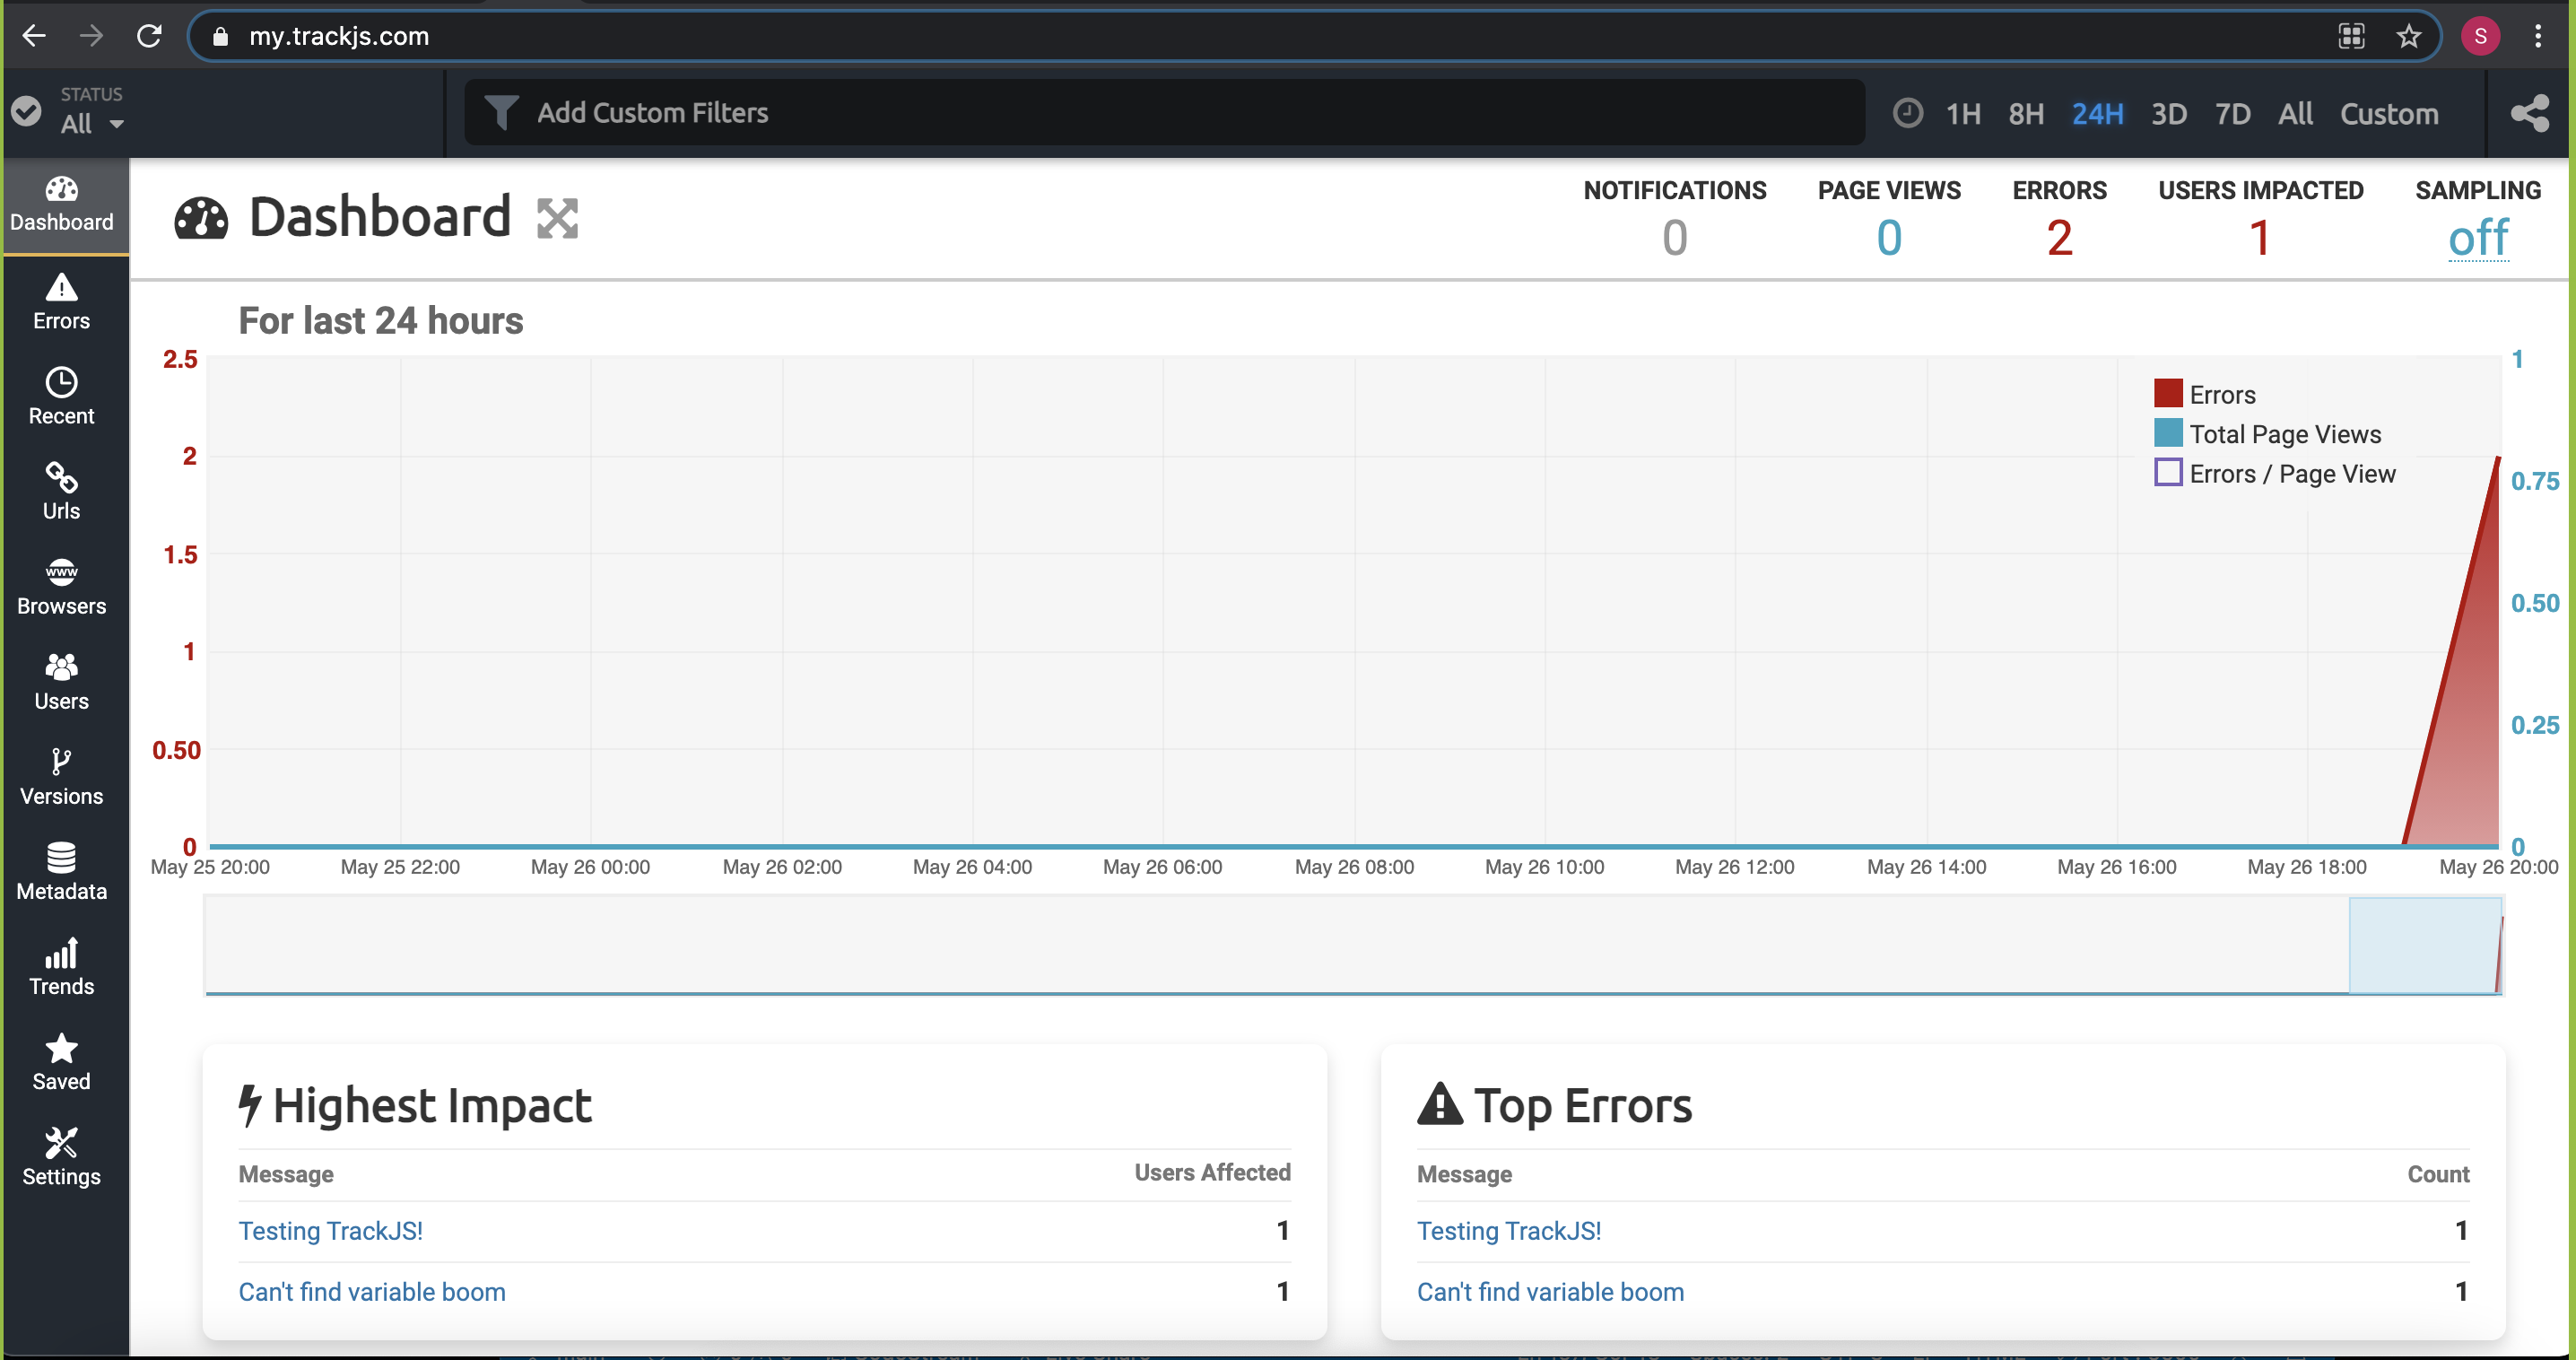 my.trackjs.com
S
STATUS
All
Add Custom Filters
1H 8H 24H 3D 7D All Custom
Dashboard
Errors
Recent
Urls
www
Browsers
Users
Versions
Metadata
Trends
Saved
Settings
Dashboard
NOTIFICATIONS
0
PAGE VIEWS
0
ERRORS
2
USERS IMPACTED
1
SAMPLING
off
For last 24 hours
2.5
2
1.5
1
0.50
0
1
0.75
0.50
0.25
0
Errors
Total Page Views
Errors / Page View
May 25 20:00 May 25 22:00 May 26 00:00 May 26 02:00 May 26 04:00 May 26 06:00 May 26 08:00 May 26 10:00 May 26 12:00 May 26 14:00 May 26 16:00 May 26 18:00 May 26 20:00
Highest Impact
Message Users Affected
Testing TrackJS! 1
Can't find variable boom 1
Top Errors
Message Count
Testing TrackJS! 1
Can't find variable boom 1